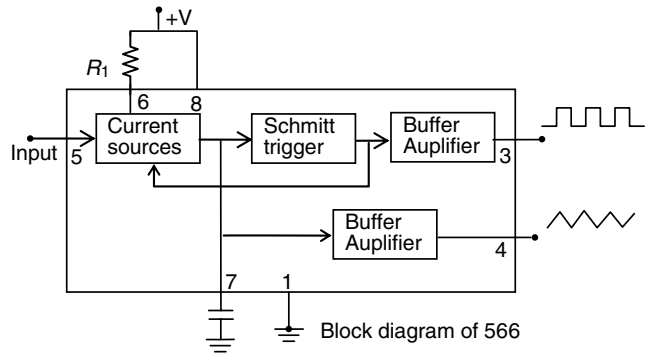 +V
R1
6
8
Input
5
Current
sources
Schmitt
trigger
Buffer
Auplifier
3
Buffer
Auplifier
4
7
1
Block diagram of 566